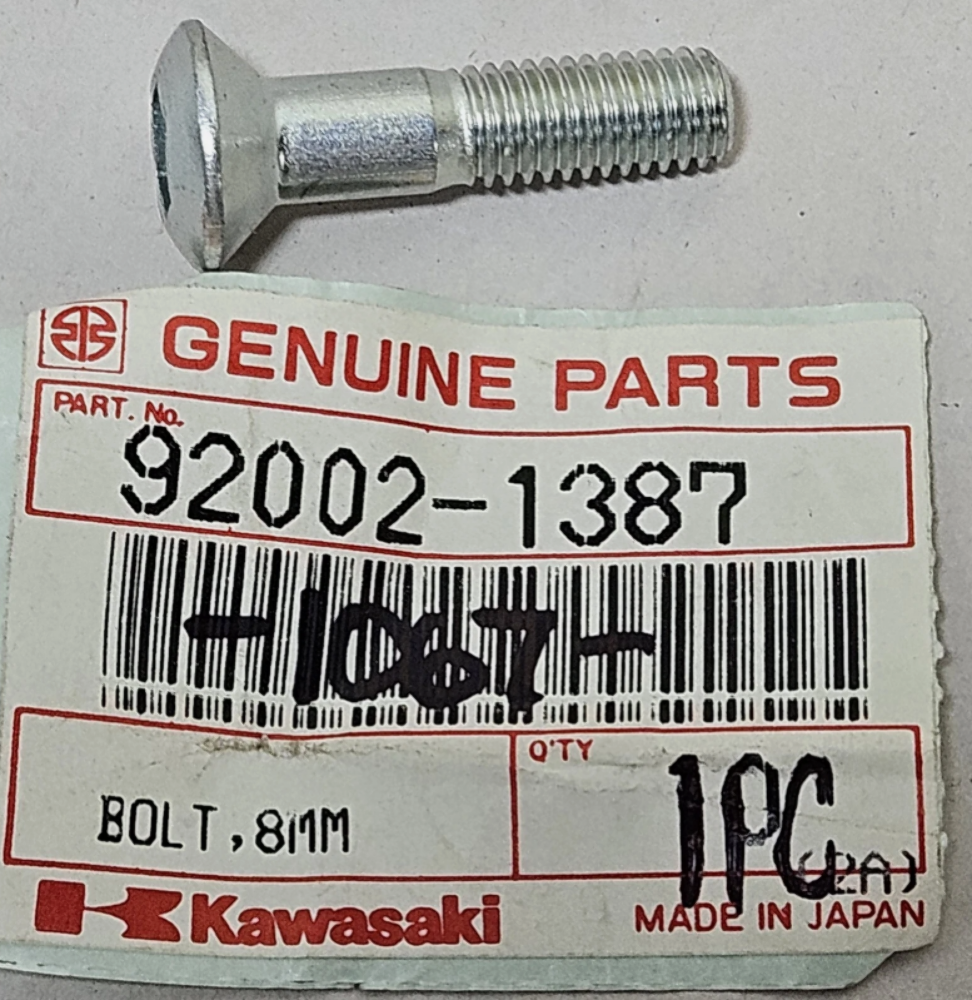 GENUINE PARTS
PART. No.
92002-1387
-1067-
BOLT,8MM
Q'TY
1PC
(2A)
Kawasaki
MADE IN JAPAN